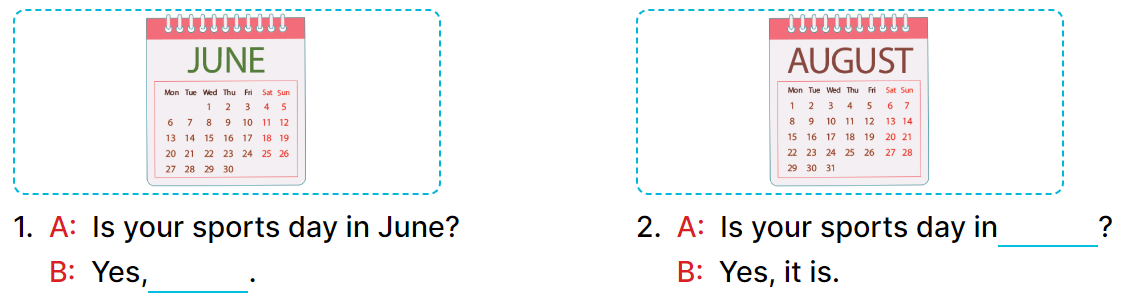 JUNE
Mon Tue Wed Thu Fri Sat Sun
1 2 3 4 5
6 7 8 9 10 11 12
13 14 15 16 17 18 19
20 21 22 23 24 25 26
27 28 29 30
1. A: Is your sports day in June?
B: Yes,______.
AUGUST
Mon Tue Wed Thu Fri Sat Sun
1 2 3 4 5 6 7
8 9 10 11 12 13 14
15 16 17 18 19 20 21
22 23 24 25 26 27 28
29 30 31
2. A: Is your sports day in______?
B: Yes, it is.